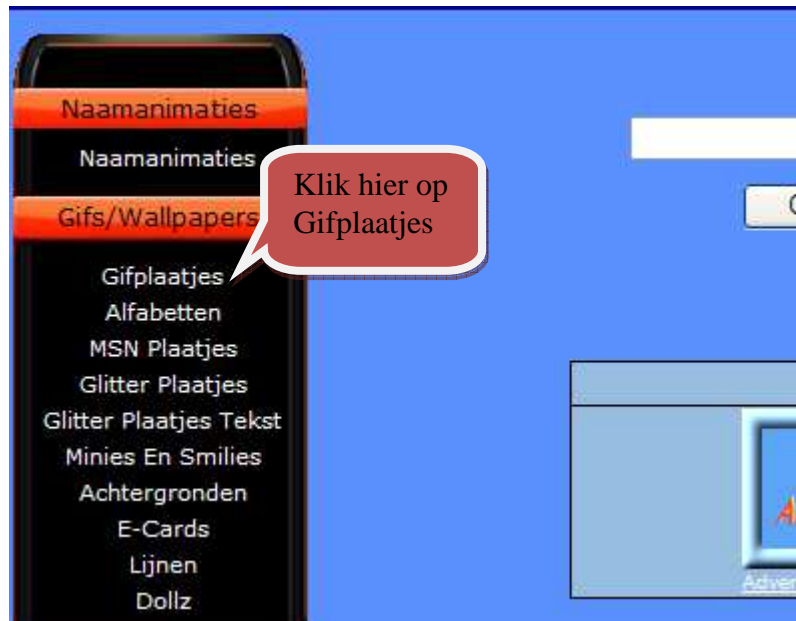 Naamanimaties
Naamanimaties
Gifs/Wallpapers
Klik hier op
Gifplaatjes
Gifplaatjes
Alfabetten
MSN Plaatjes
Glitter Plaatjes
Glitter Plaatjes Tekst
Minies En Smilies
Achtergronden
E-Cards
Lijnen
Dollz